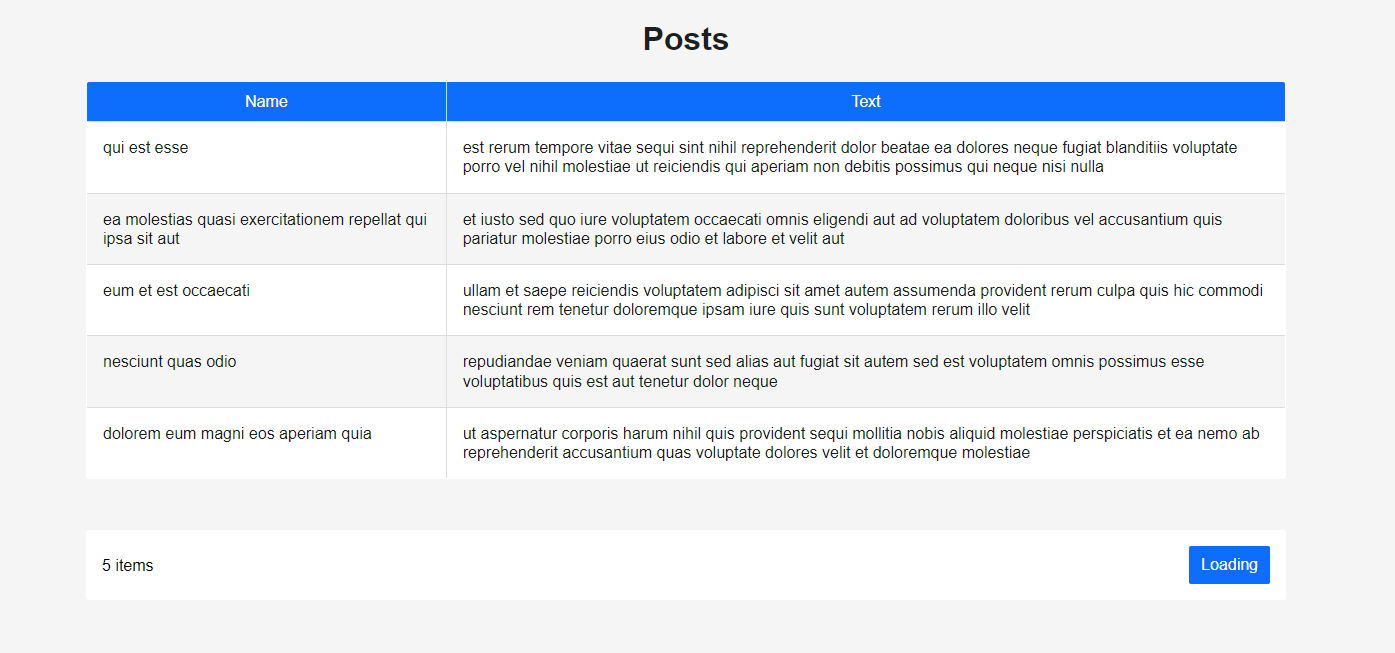 Posts
Name
Text
qui est esse
est rerum tempore vitae sequi sint nihil reprehenderit dolor beatae ea dolores neque fugiat blanditiis voluptate
porro vel nihil molestiae ut reiciendis qui aperiam non debitis possimus qui neque nisi nulla
ea molestias quasi exercitationem repellat qui
ipsa sit aut
et iusto sed quo iure voluptatem occaecati omnis eligendi aut ad voluptatem doloribus vel accusantium quis
pariatur molestiae porro eius odio et labore et velit aut
eum et est occaecati
ullam et saepe reiciendis voluptatem adipisci sit amet autem assumenda provident rerum culpa quis hic commodi
nesciunt rem tenetur doloremque ipsam iure quis sunt voluptatem rerum illo velit
nesciunt quas odio
repudiandae veniam quaerat sunt sed alias aut fugiat sit autem sed est voluptatem omnis possimus esse
voluptatibus quis est aut tenetur dolor neque
dolorem eum magni eos aperiam quia
ut aspernatur corporis harum nihil quis provident sequi mollitia nobis aliquid molestiae perspiciatis et ea nemo ab
reprehenderit accusantium quas voluptate dolores velit et doloremque molestiae
5 items
Loading